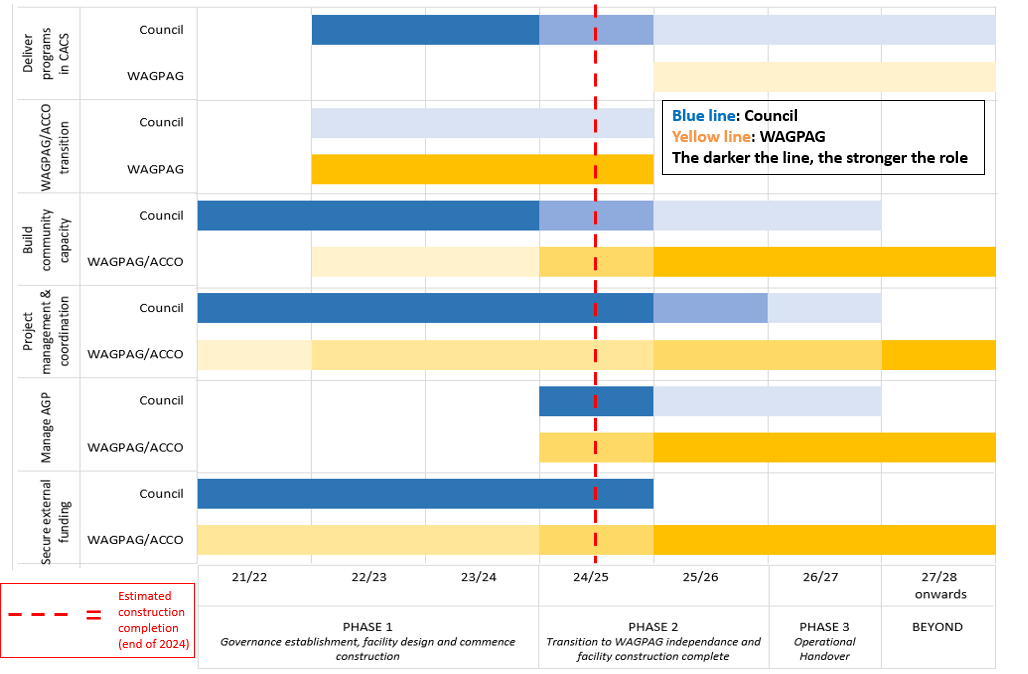 Deliver
programs
in CACS
Council
WAGPAG
WAGPAG/ACCO
transition
Council
WAGPAG
Blue line: Council
Yellow line: WAGPAG
The darker the line, the stronger the role
Build
community
capacity
Council
WAGPAG/ACCO
Project
management &
coordination
Council
WAGPAG/ACCO
Manage AGP
Council
WAGPAG/ACCO
Secure external
funding
Council
WAGPAG/ACCO
21/22
22/23
23/24
24/25
25/26
26/27
27/28
onwards
=
Estimated
construction
completion
(end of 2024)
PHASE 1
Governance establishment, facility design and commence
construction
PHASE 2
Transition to WAGPAG independance and
facility construction complete
PHASE 3
Operational
Handover
BEYOND